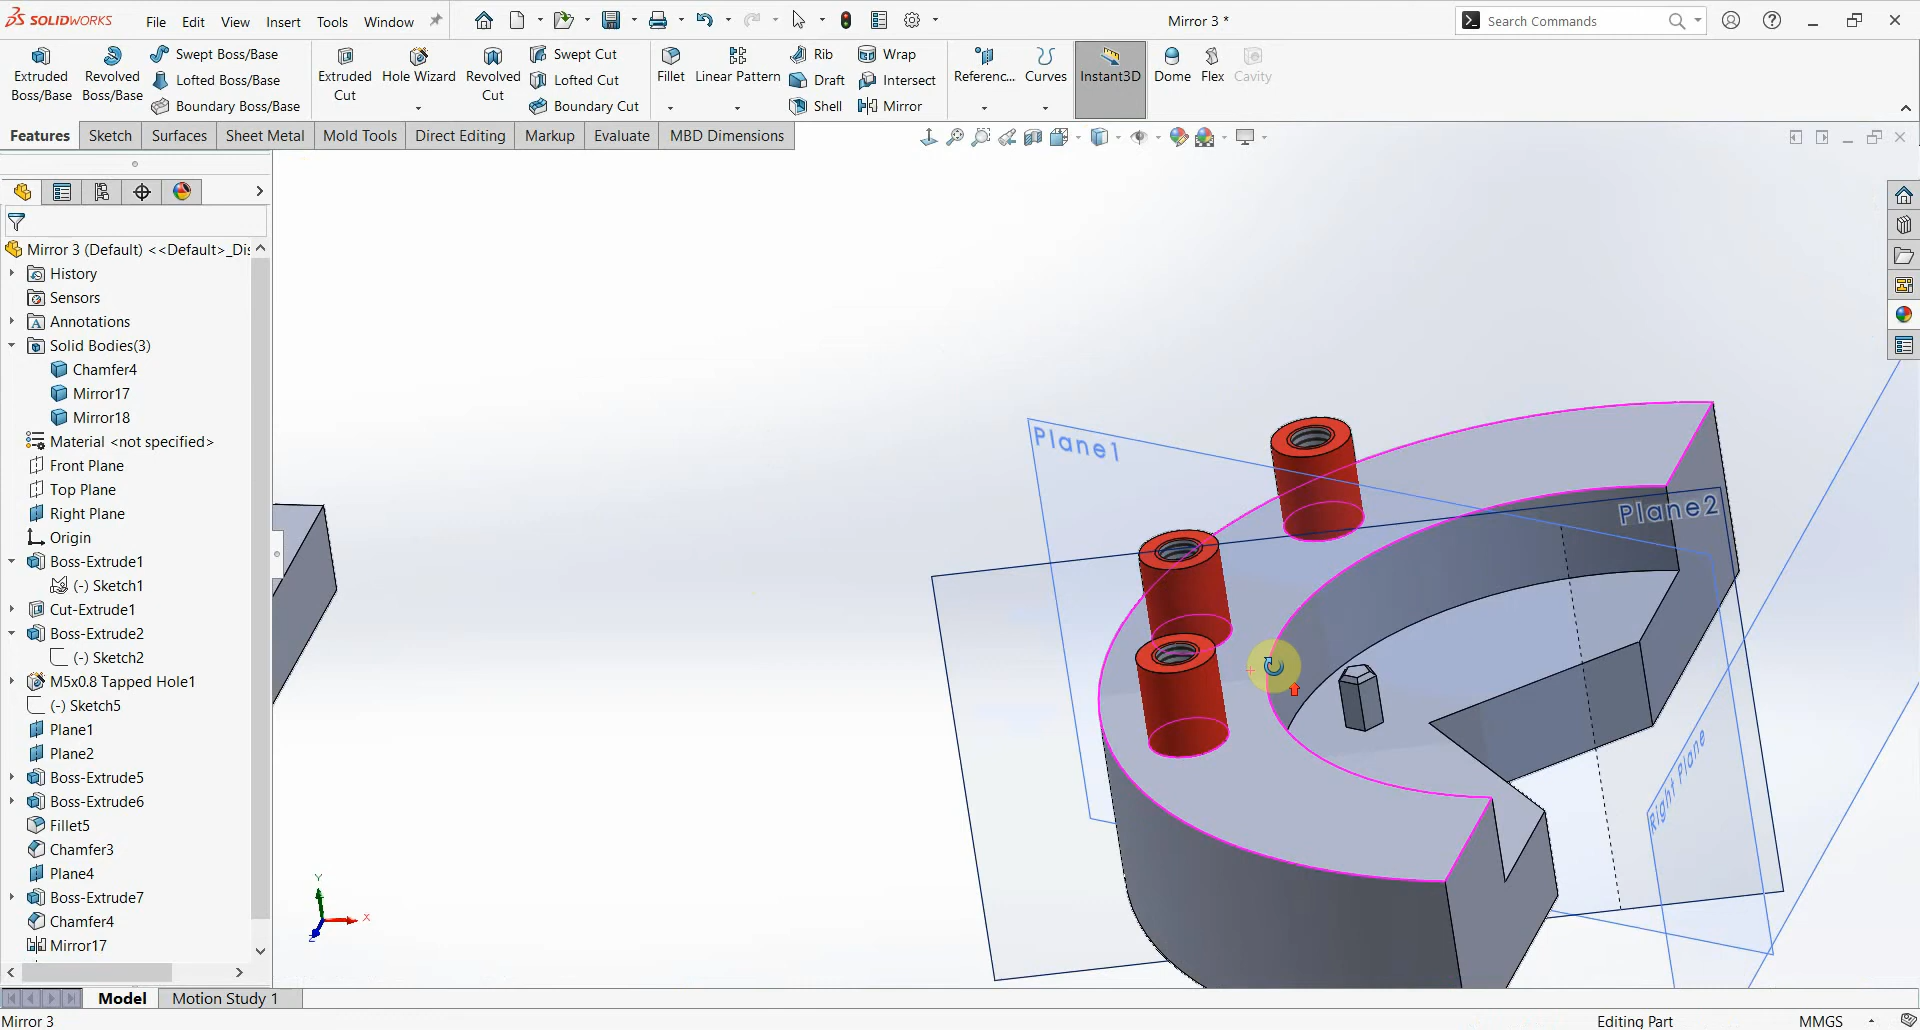 SOLIDWORKS File Edit View Insert Tools Window Mirror 3 * Search Commands
Extruded Boss/Base
Revolved Boss/Base
Swept Boss/Base
Lofted Boss/Base
Boundary Boss/Base
Extruded Cut
Hole Wizard
Revolved Cut
Swept Cut
Lofted Cut
Boundary Cut
Fillet
Linear Pattern
Rib
Draft
Shell
Wrap
Intersect
Mirror
Referenc...
Curves
Instant3D
Dome
Flex
Cavity
Features Sketch Surfaces Sheet Metal Mold Tools Direct Editing Markup Evaluate MBD Dimensions
Mirror 3 (Default) <<Default>_Dis
History
Sensors
Annotations
Solid Bodies(3)
Chamfer4
Mirror17
Mirror18
Material <not specified>
Front Plane
Top Plane
Right Plane
Origin
Boss-Extrude1
(-) Sketch1
Cut-Extrude1
Boss-Extrude2
(-) Sketch2
M5x0.8 Tapped Hole1
(-) Sketch5
Plane1
Plane2
Boss-Extrude5
Boss-Extrude6
Fillet5
Chamfer3
Plane4
Boss-Extrude7
Chamfer4
Mirror17
Plane1
Plane2
Right Plane
Y
X
Z
Model Motion Study 1
Mirror 3 Editing Part MMGS